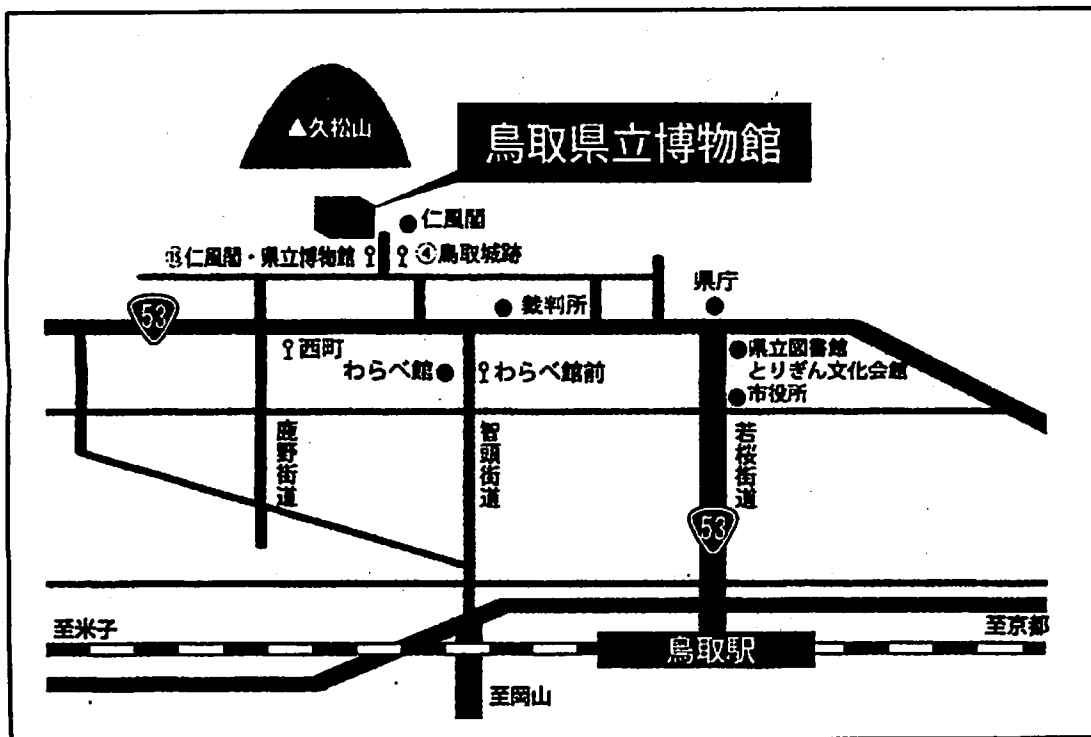 ▲久松山
鳥取県立博物館
仁風閣
⑮仁風閣・県立博物館
④鳥取城跡
県庁
裁判所
53
西町
わらべ館
わらべ館前
県立図書館
とりぎん文化会館
市役所
鹿野街道
智頭街道
若桜街道
53
至米子
至京都
鳥取駅
至岡山